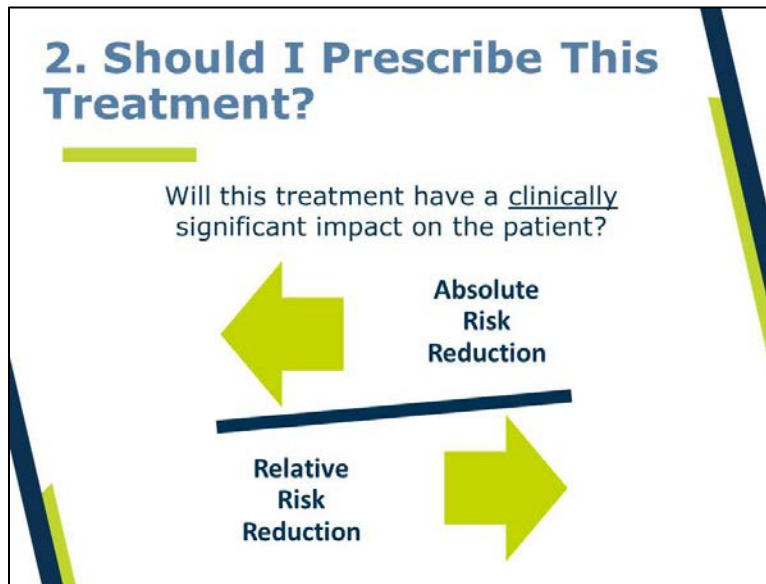 2. Should I Prescribe This
Treatment?
Will this treatment have a clinically
significant impact on the patient?
Absolute
Risk
Reduction
Relative
Risk
Reduction